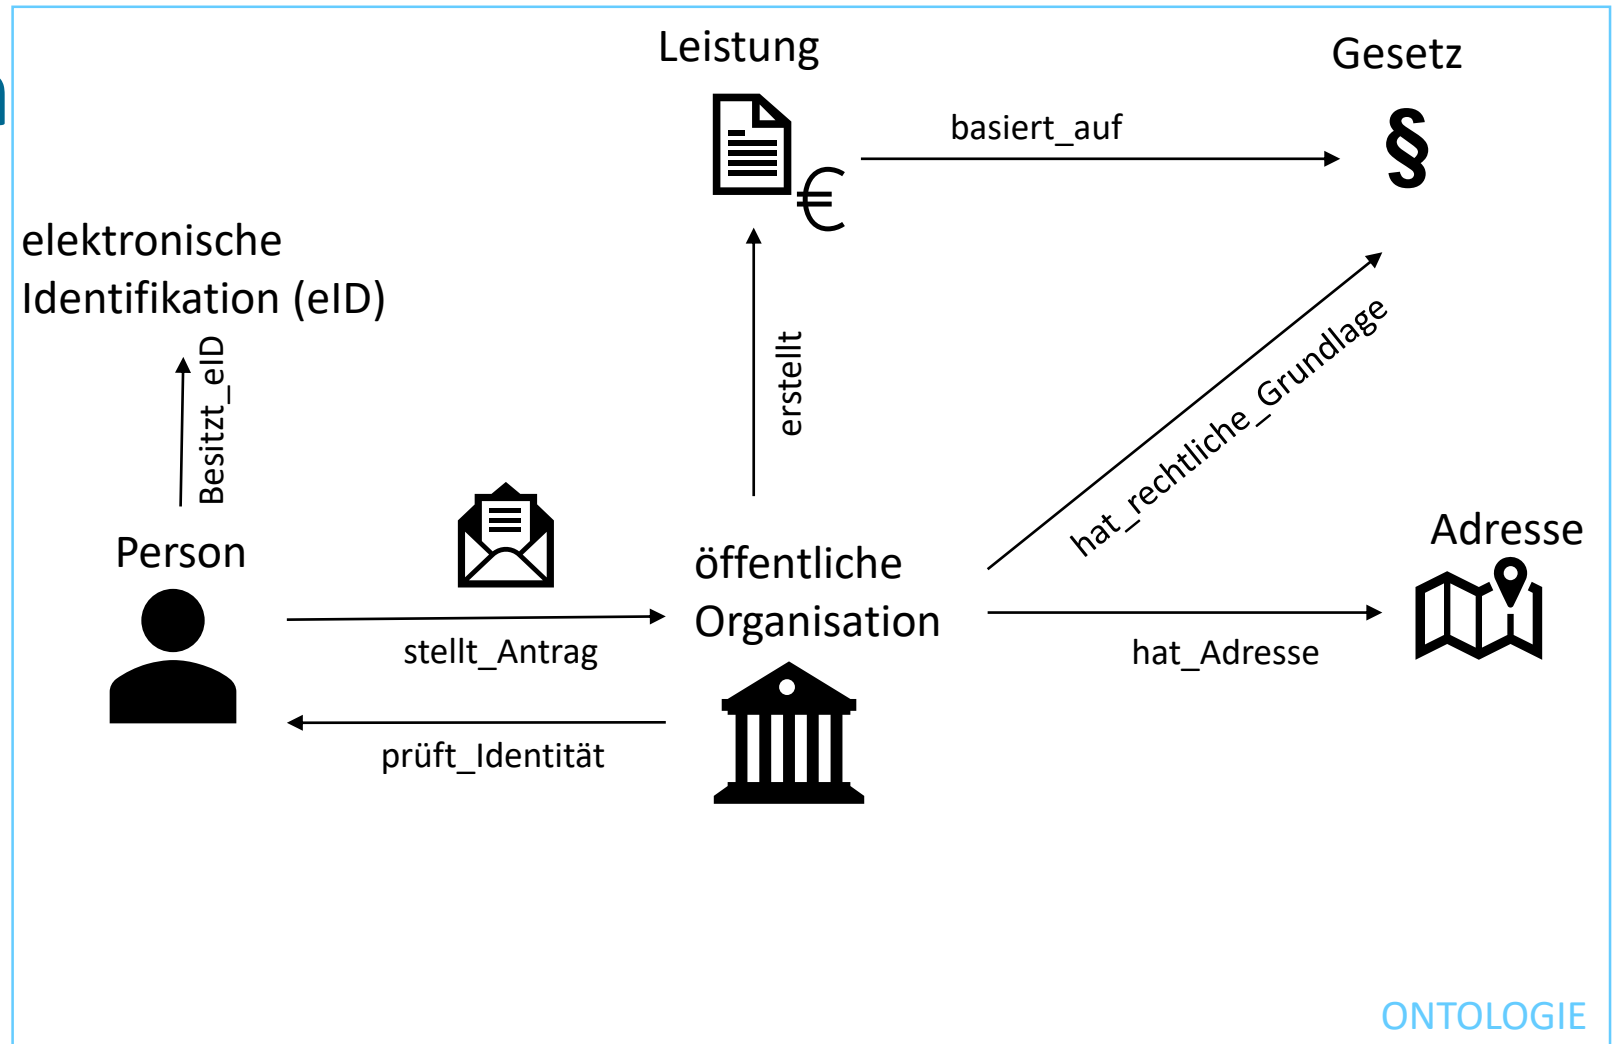 Leistung
Gesetz
basiert_auf
§
€
elektronische
Identifikation (eID)
erstellt
hat_rechtliche_Grundlage
Besitzt_eID
Person
öffentliche
Organisation
Adresse
stellt_Antrag
hat_Adresse
prüft_Identität
ONTOLOGIE